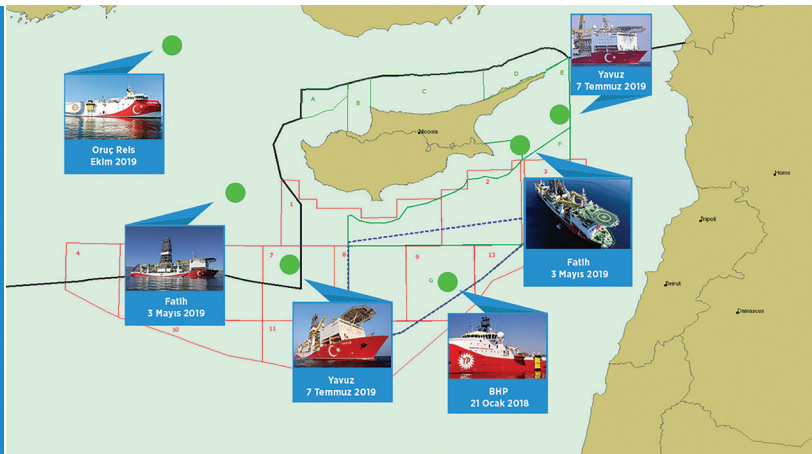 Yavuz
7 Temmuz 2019
Oruç Reis
Ekim 2019
A
B
C
D
E
F
G
Nicosia
Homs
Tripoli
Beirut
Damascus
1
2
3
4
7
8
9
13
10
11
Fatih
3 Mayıs 2019
Fatih
3 Mayıs 2019
Yavuz
7 Temmuz 2019
TP
BHP
21 Ocak 2018